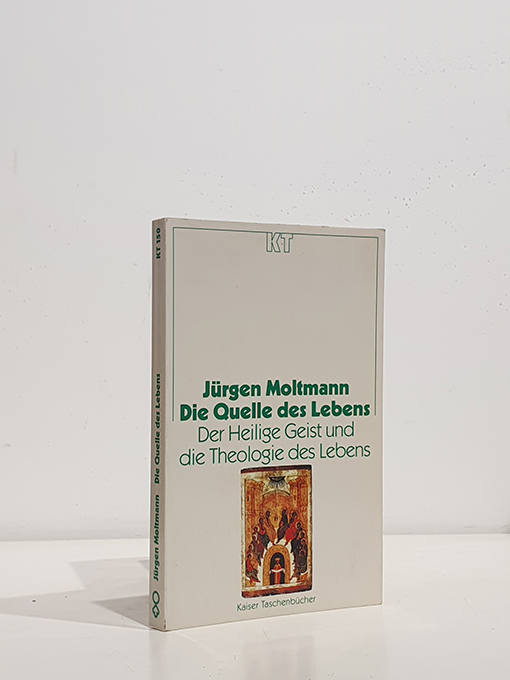 KT
Jürgen Moltmann
Die Quelle des Lebens
Der Heilige Geist und
die Theologie des Lebens
Kaiser Taschenbücher
Jürgen Moltmann Die Quelle des Lebens KT 150